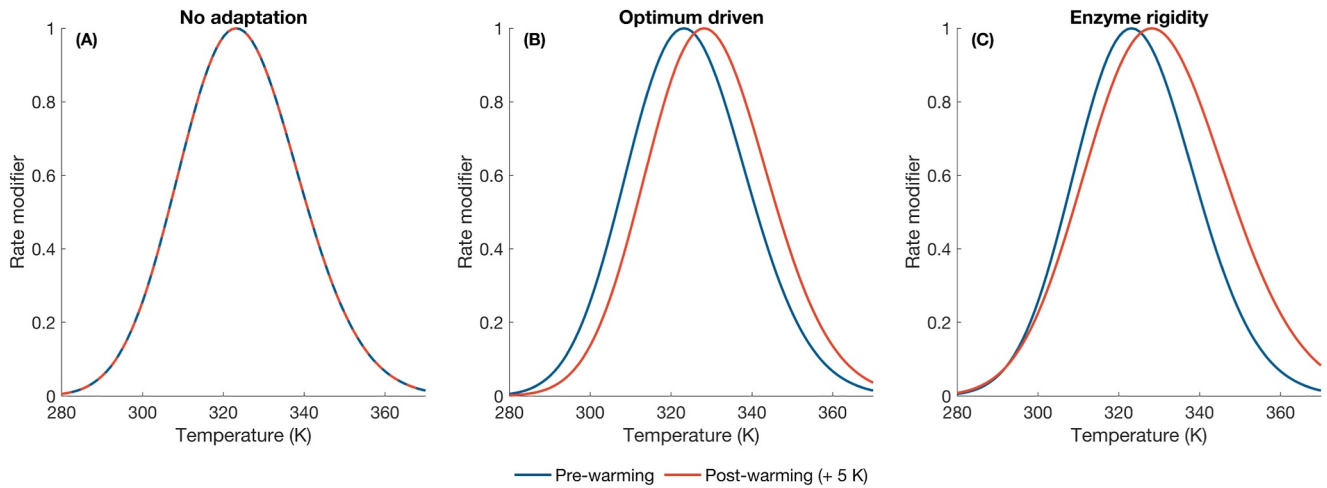 No adaptation
(A)
1
0.8
0.6
0.4
0.2
0
Rate modifier
280 300 320 340 360
Temperature (K)
Optimum driven
(B)
1
0.8
0.6
0.4
0.2
0
Rate modifier
280 300 320 340 360
Temperature (K)
Enzyme rigidity
(C)
1
0.8
0.6
0.4
0.2
0
Rate modifier
280 300 320 340 360
Temperature (K)
Pre-warming Post-warming (+ 5 K)